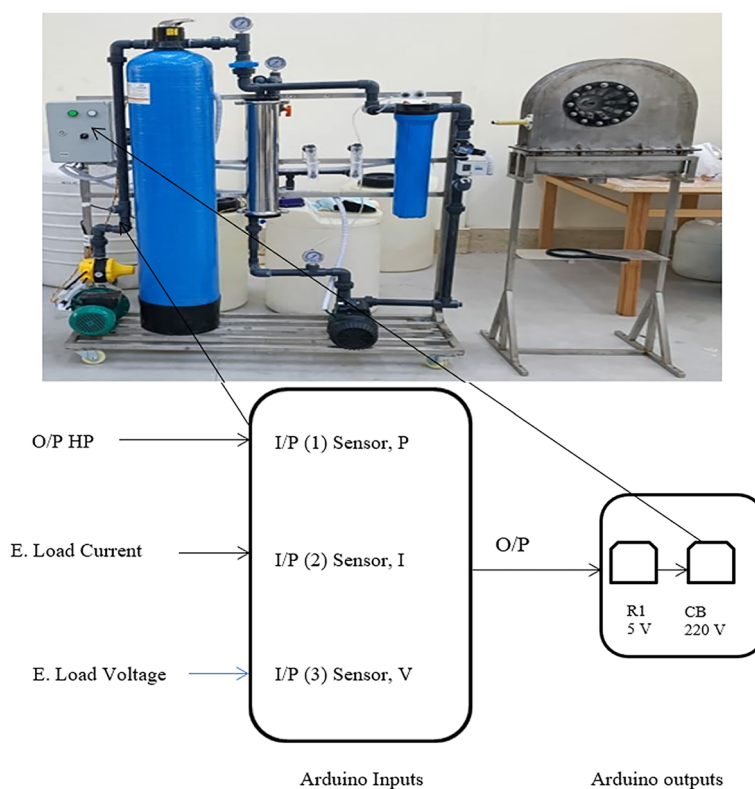 O/P HP
I/P (1) Sensor, P
E. Load Current
I/P (2) Sensor, I
O/P
R1
5 V
CB
220 V
E. Load Voltage
I/P (3) Sensor, V
Arduino Inputs
Arduino outputs